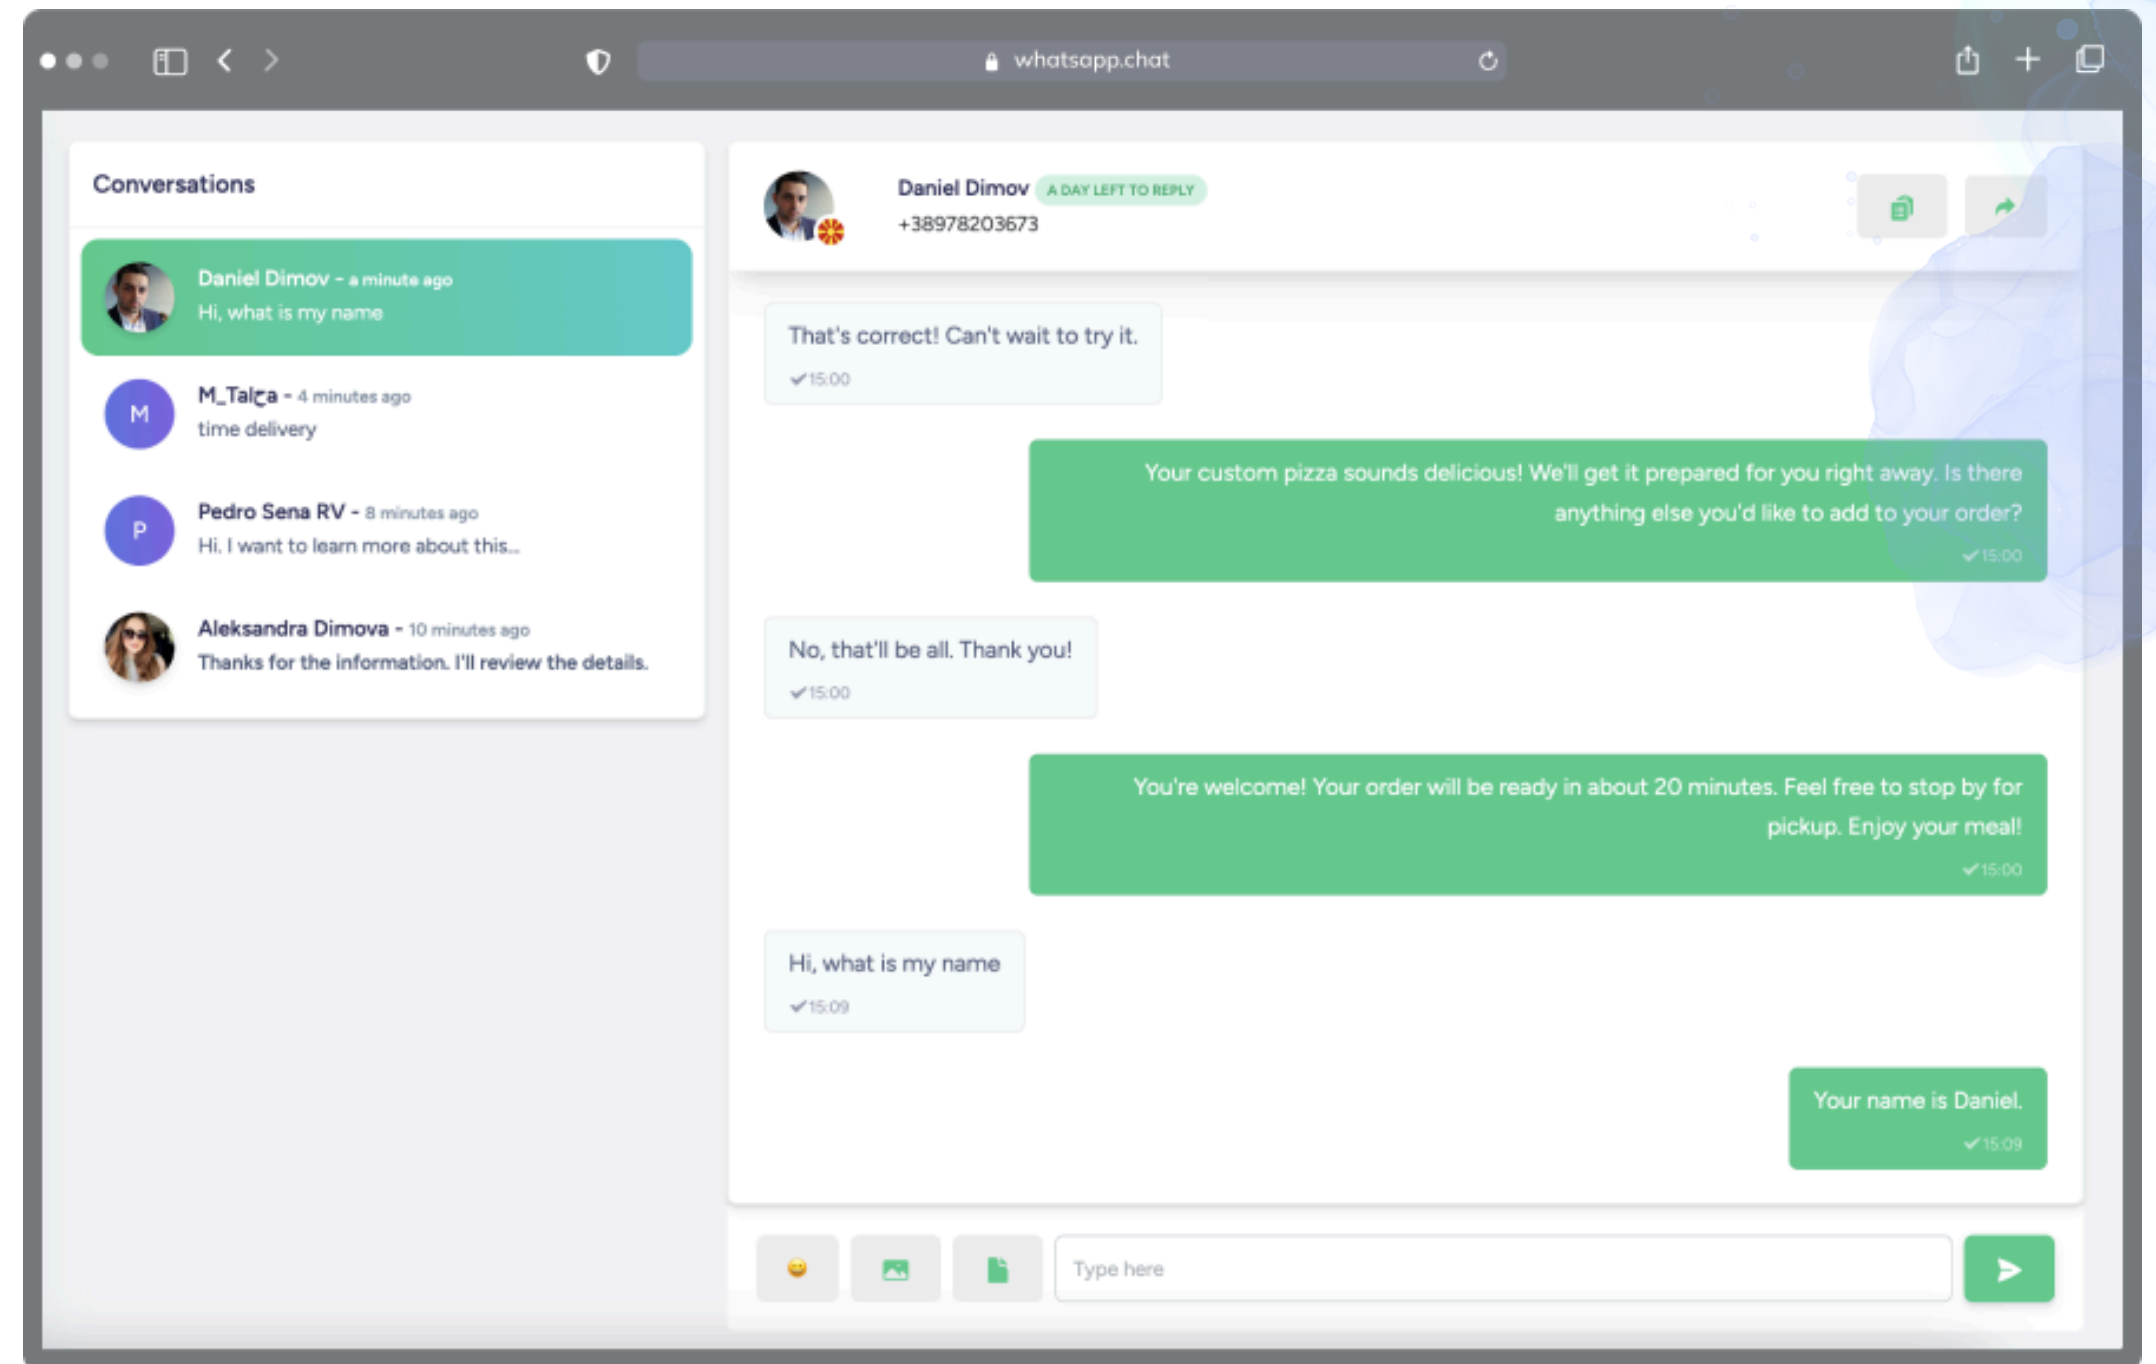 whatsapp.chat
Conversations
Daniel Dimov - a minute ago
Hi, what is my name
M
M_Talحa - 4 minutes ago
time delivery
P
Pedro Sena RV - 8 minutes ago
Hi. I want to learn more about this...
Aleksandra Dimova - 10 minutes ago
Thanks for the information. I'll review the details.
Daniel Dimov A DAY LEFT TO REPLY
+38978203673
That's correct! Can't wait to try it.
15:00
Your custom pizza sounds delicious! We'll get it prepared for you right away. Is there
anything else you'd like to add to your order?
15:00
No, that'll be all. Thank you!
15:00
You're welcome! Your order will be ready in about 20 minutes. Feel free to stop by for
pickup. Enjoy your meal!
15:00
Hi, what is my name
15:09
Your name is Daniel.
15:09
Type here